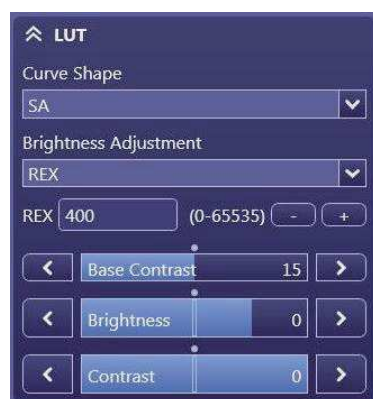 LUT
Curve Shape
SA
Brightness Adjustment
REX
REX 400 (0-65535) - +
Base Contrast 15
Brightness 0
Contrast 0